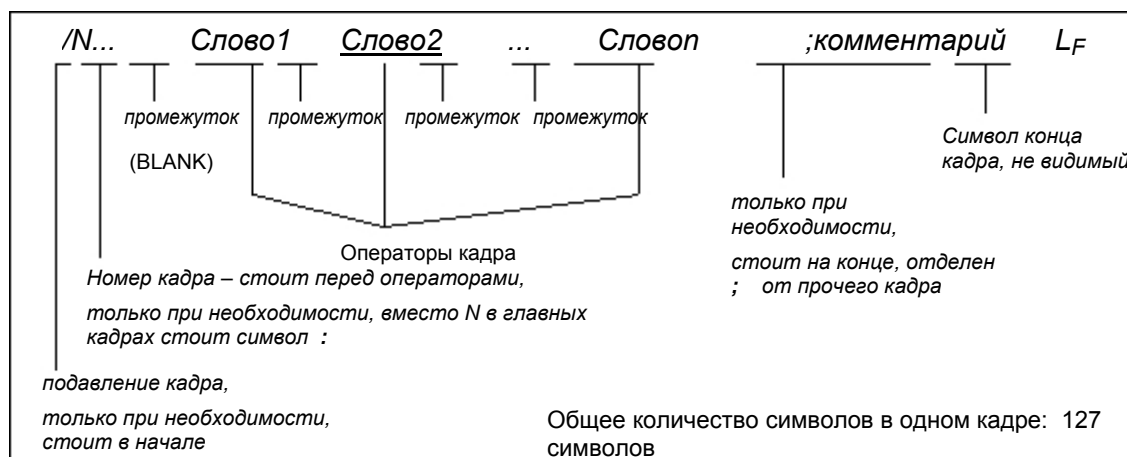 /N... Слово1 Слово2 ... Словоn ;комментарий LF
промежуток промежуток промежуток промежуток
(BLANK)
Символ конца
кадра, не видимый
только при
необходимости,
стоит на конце, отделен
; от прочего кадра
Операторы кадра
Номер кадра – стоит перед операторами,
только при необходимости, вместо N в главных
кадрах стоит символ :
подавление кадра,
только при необходимости,
стоит в начале
Общее количество символов в одном кадре: 127
символов